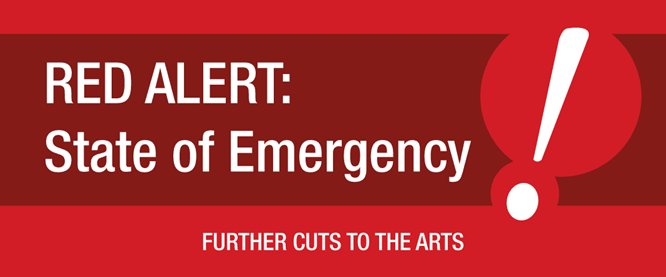 RED ALERT:
State of Emergency
!
FURTHER CUTS TO THE ARTS